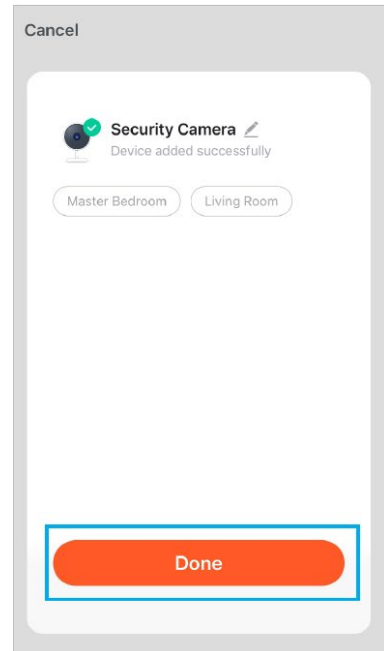 Cancel
Security Camera
Device added successfully
Master Bedroom
Living Room
Done